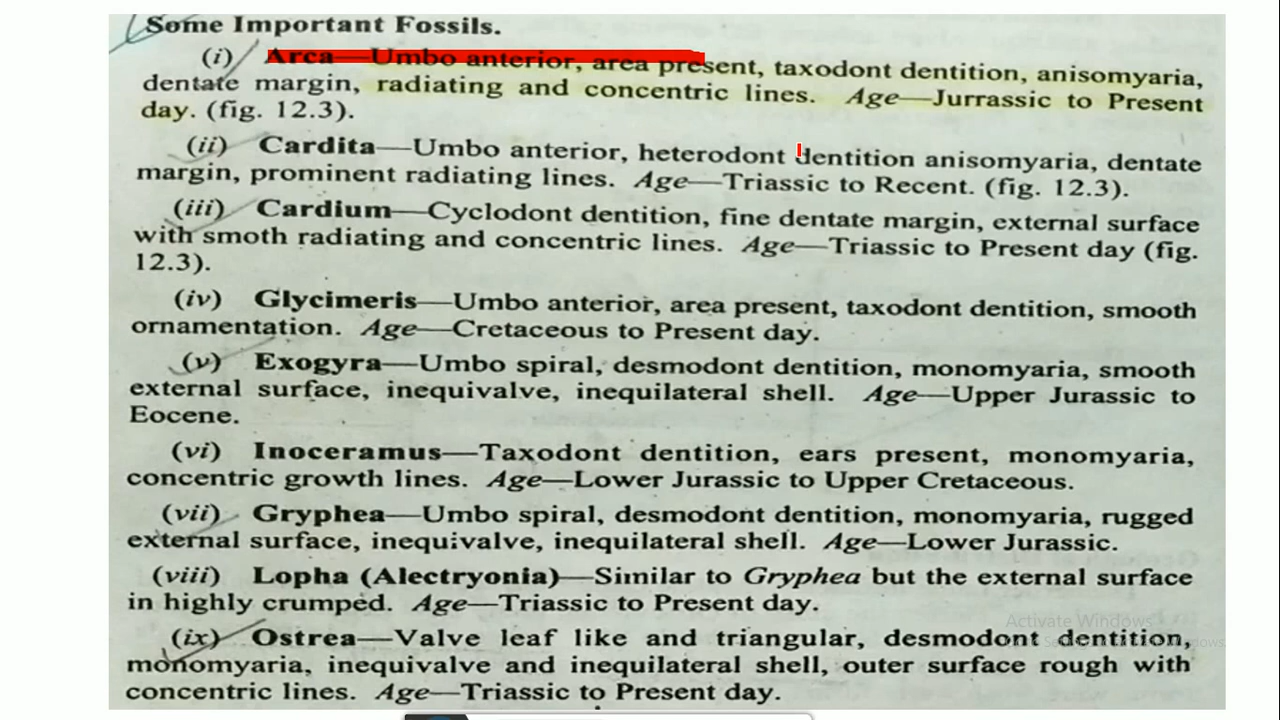 Some Important Fossils.
(i) Arca—Umbo anterior, area present, taxodont dentition, anisomyaria,
dentate margin, radiating and concentric lines. Age—Jurrassic to Present
day. (fig. 12.3).
(ii) Cardita—Umbo anterior, heterodont dentition anisomyaria, dentate
margin, prominent radiating lines. Age—Triassic to Recent. (fig. 12.3).
(iii) Cardium—Cyclodont dentition, fine dentate margin, external surface
with smoth radiating and concentric lines. Age—Triassic to Present day (fig.
12.3).
(iv) Glycimeris—Umbo anterior, area present, taxodont dentition, smooth
ornamentation. Age—Cretaceous to Present day.
(v) Exogyra—Umbo spiral, desmodont dentition, monomyaria, smooth
external surface, inequivalve, inequilateral shell. Age—Upper Jurassic to
Eocene.
(vi) Inoceramus—Taxodont dentition, ears present, monomyaria,
concentric growth lines. Age—Lower Jurassic to Upper Cretaceous.
(vii) Gryphea—Umbo spiral, desmodont dentition, monomyaria, rugged
external surface, inequivalve, inequilateral shell. Age—Lower Jurassic.
(viii) Lopha (Alectryonia)—Similar to Gryphea but the external surface
in highly crumped. Age—Triassic to Present day.
(ix) Ostrea—Valve leaf like and triangular, desmodont dentition,
monomyaria, inequivalve and inequilateral shell, outer surface rough with
concentric lines. Age—Triassic to Present day.
Activate Windows